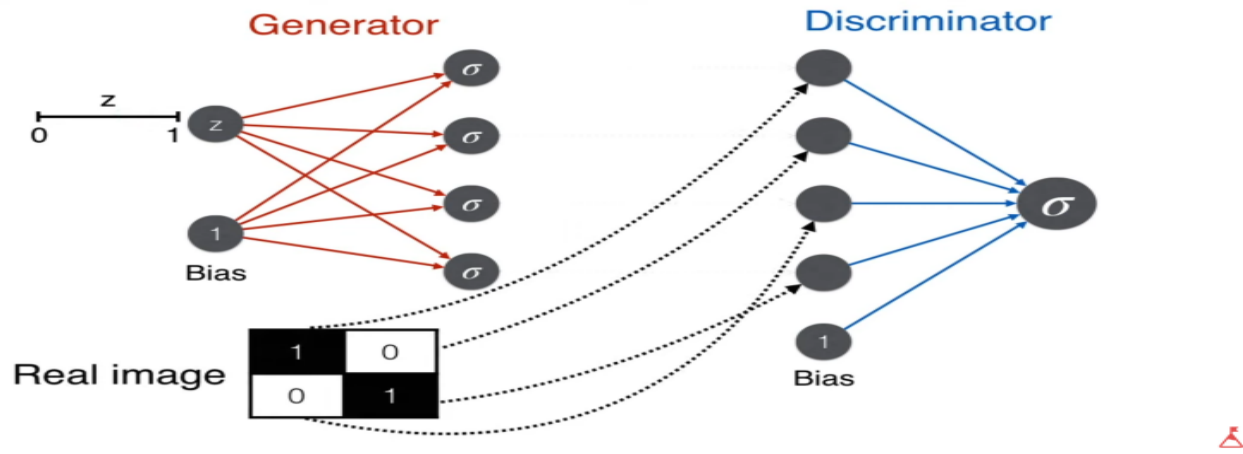 Generator
Discriminator
z
0 1
z
1
Bias
σ
σ
σ
σ
σ
1
Bias
Real image
1 0
0 1